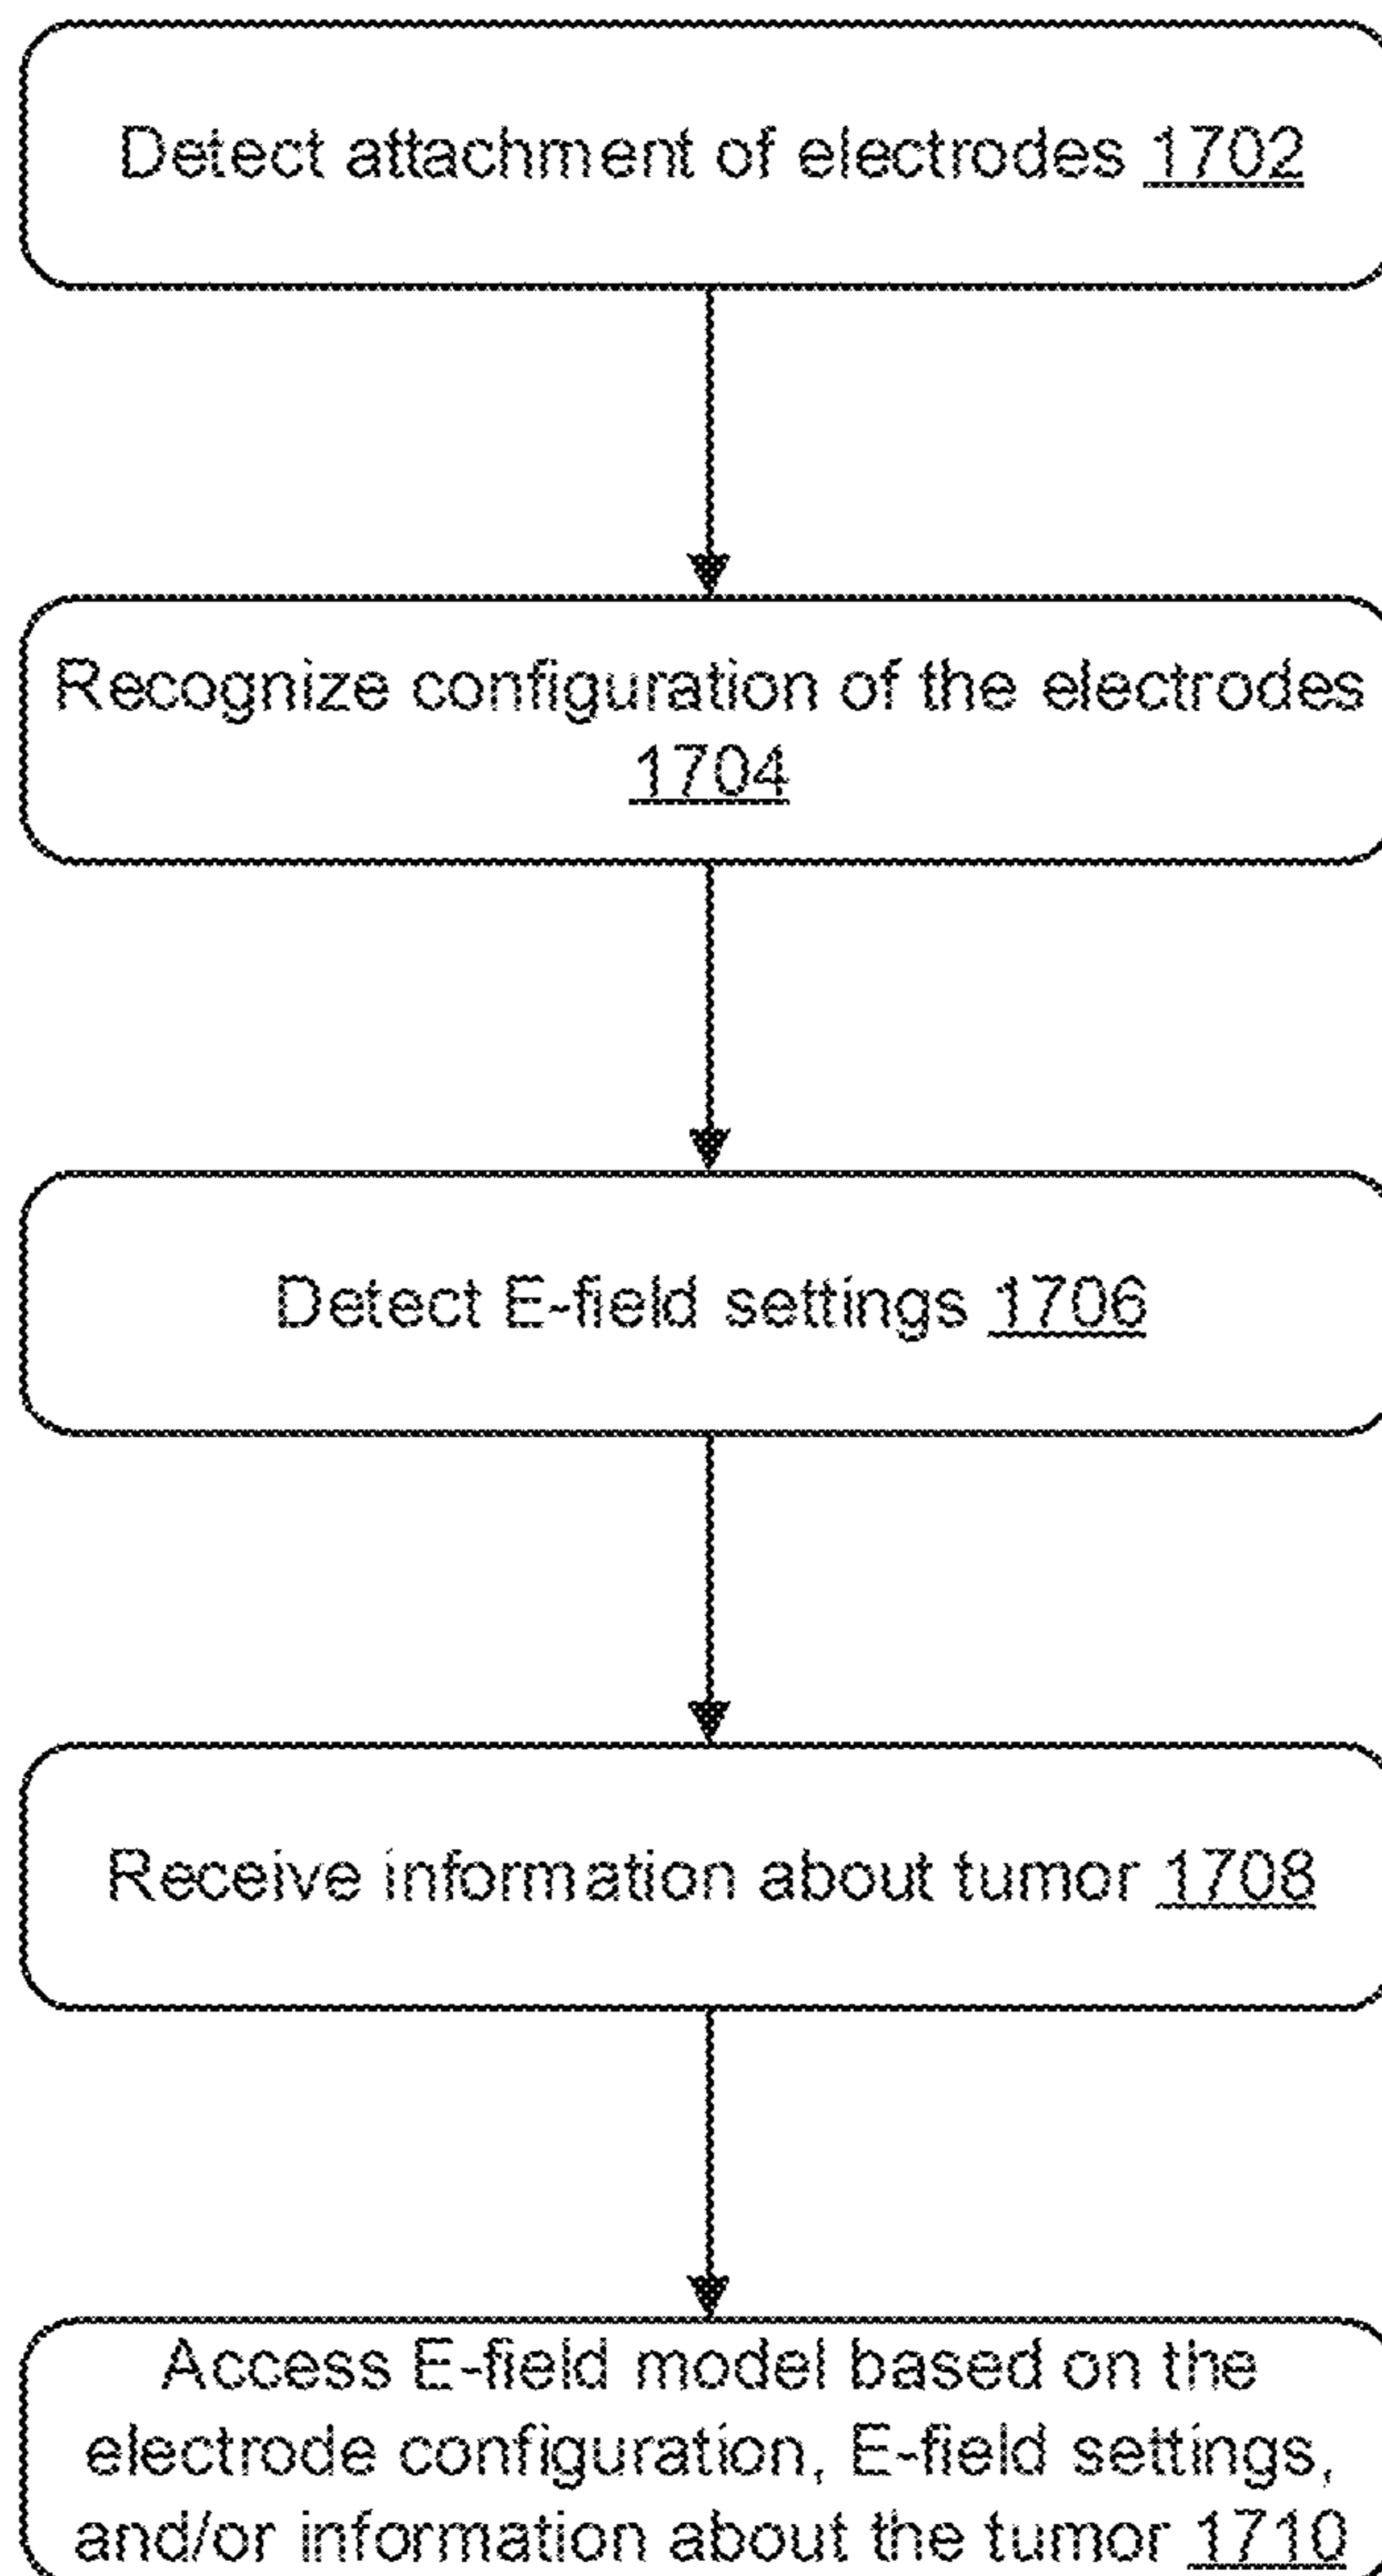 Detect attachment of electrodes 1702
Recognize configuration of the electrodes
1704
Detect E-field settings 1706
Receive information about tumor 1708
Access E-field model based on the
electrode configuration, E-field settings,
and/or information about the tumor 1710